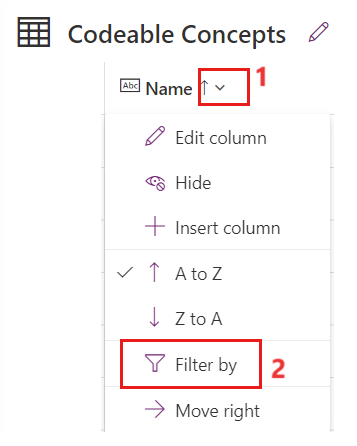 Codeable Concepts
1
Abc Name
Edit column
Hide
Insert column
A to Z
Z to A
Filter by 2
Move right